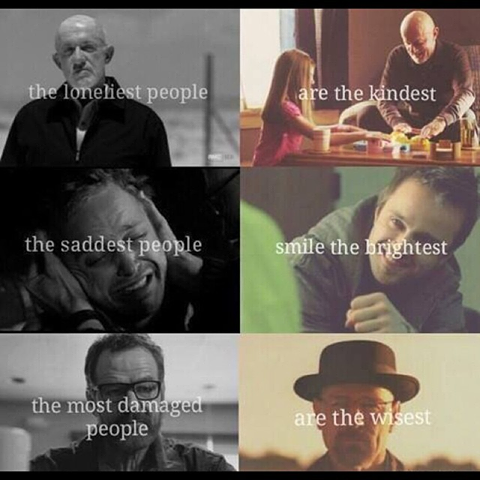 the loneliest people
are the kindest
the saddest people
smile the brightest
the most damaged
people
are the wisest